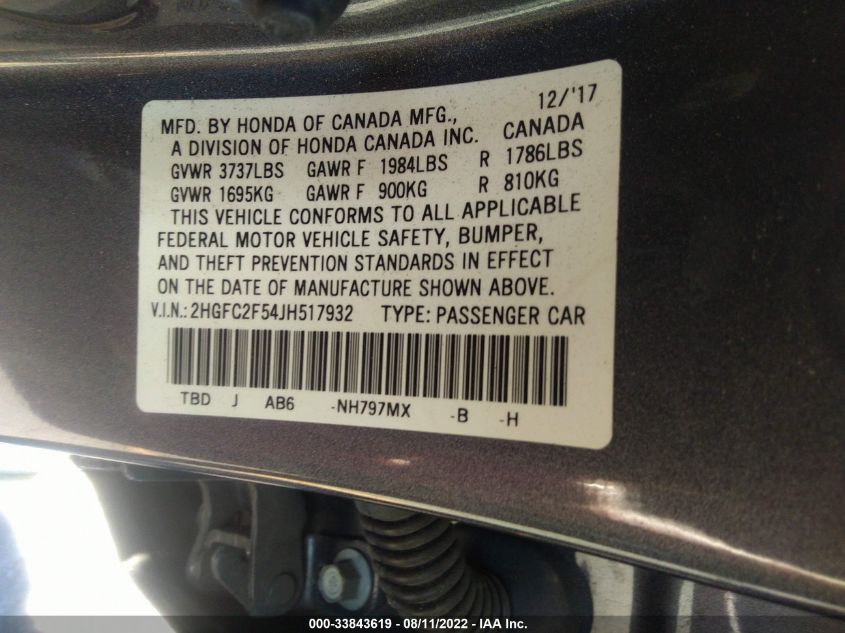 12/'17
MFD. BY HONDA OF CANADA MFG.,
A DIVISION OF HONDA CANADA INC. CANADA
GVWR 3737LBS GAWR F 1984LBS R 1786LBS
GVWR 1695KG GAWR F 900KG R 810KG
THIS VEHICLE CONFORMS TO ALL APPLICABLE
FEDERAL MOTOR VEHICLE SAFETY, BUMPER,
AND THEFT PREVENTION STANDARDS IN EFFECT
ON THE DATE OF MANUFACTURE SHOWN ABOVE.
V.I.N.: 2HGFC2F54JH517932 TYPE: PASSENGER CAR
TBD J AB6 -NH797MX -B -H
000-33843619 - 08/11/2022 - IAA Inc.